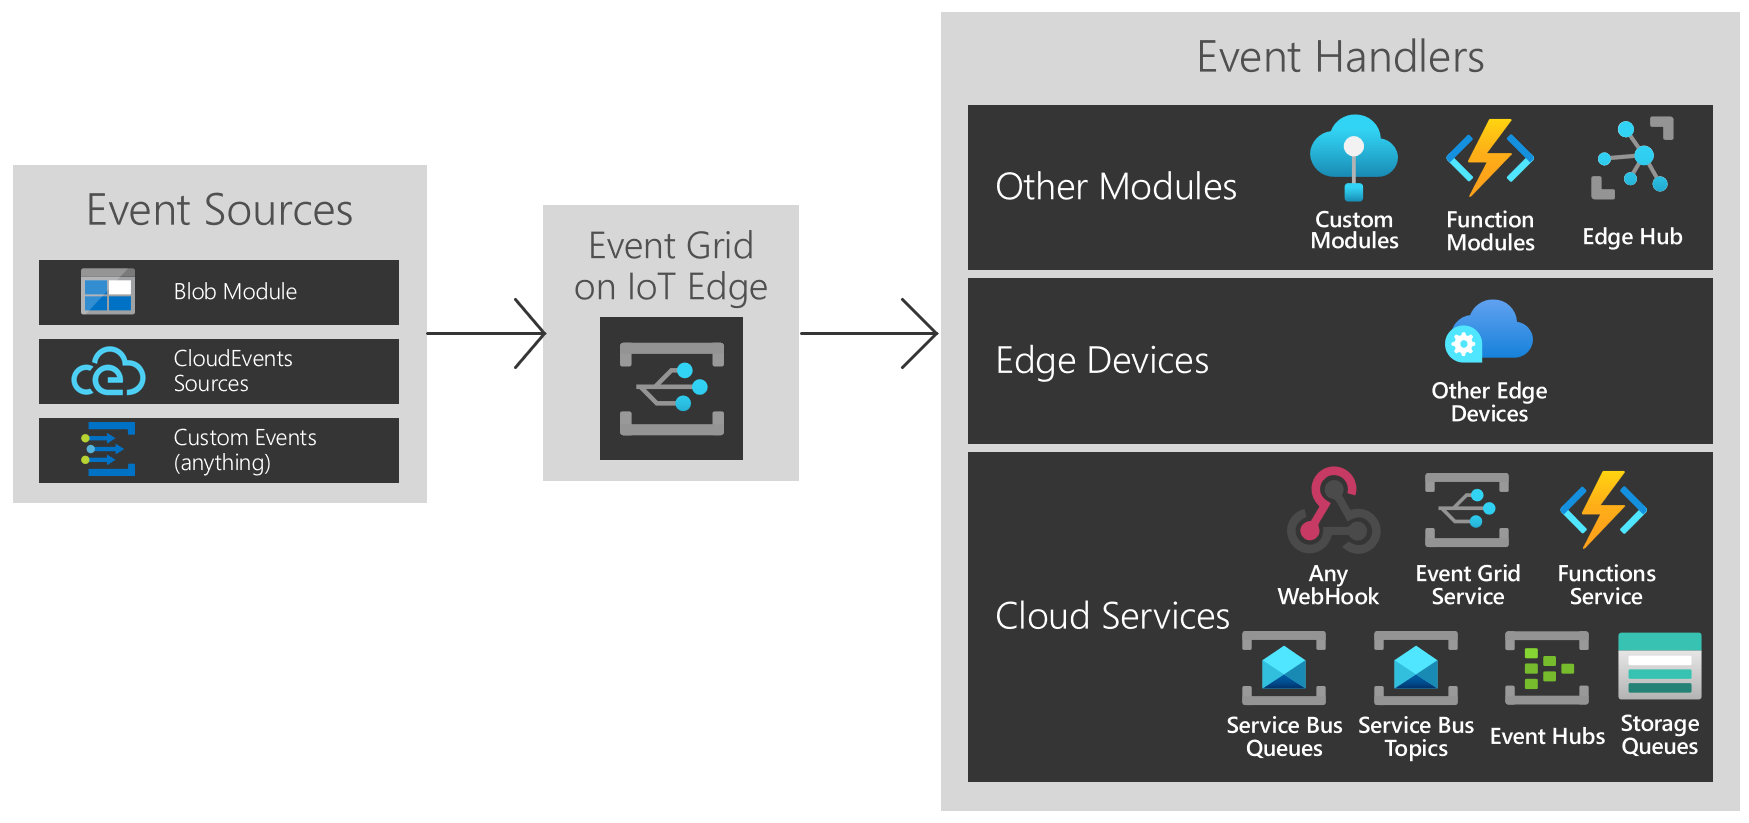 Event Sources
Blob Module
CloudEvents
Sources
Custom Events
(anything)
Event Grid
on IoT Edge
Event Handlers
Other Modules
Custom
Modules
Function
Modules
Edge Hub
Edge Devices
Other Edge
Devices
Cloud Services
Any
WebHook
Event Grid
Service
Functions
Service
Service Bus
Queues
Service Bus
Topics
Event Hubs
Storage
Queues